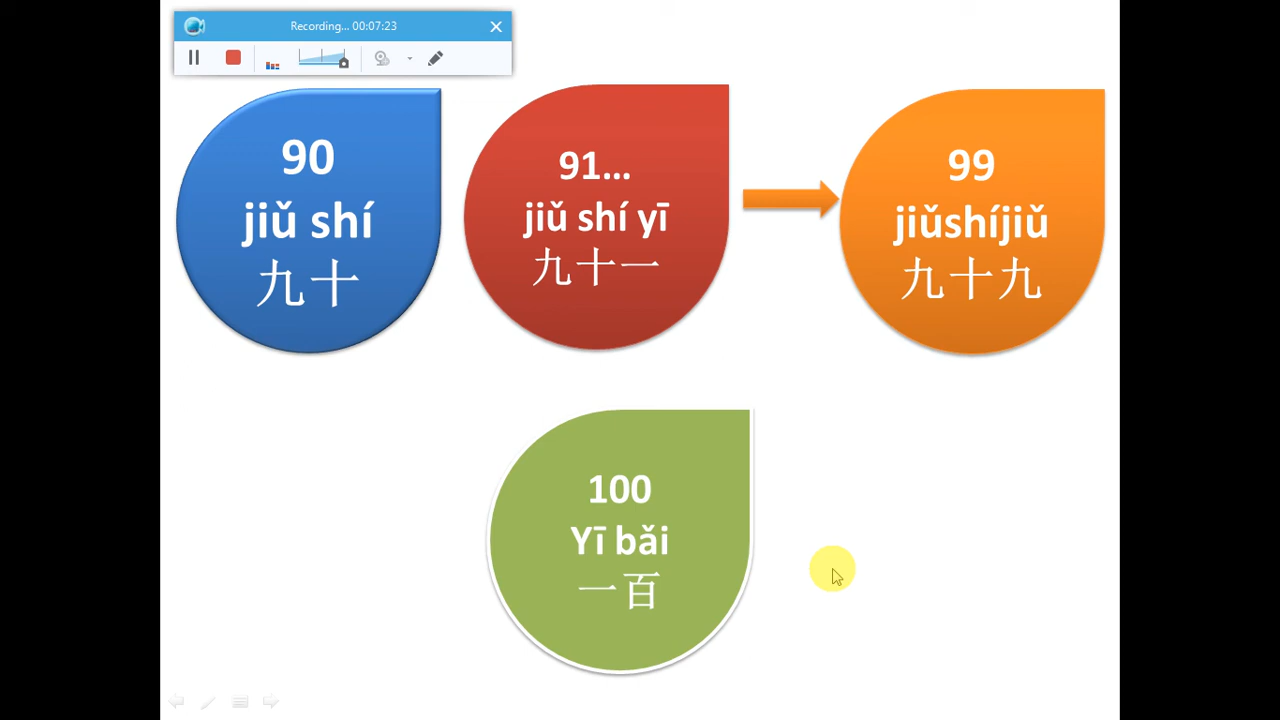 Recording... 00:07:23
90
jiǔ shí
九十
91...
jiǔ shí yī
九十一
99
jiǔshíjiǔ
九十九
100
Yī bǎi
一百